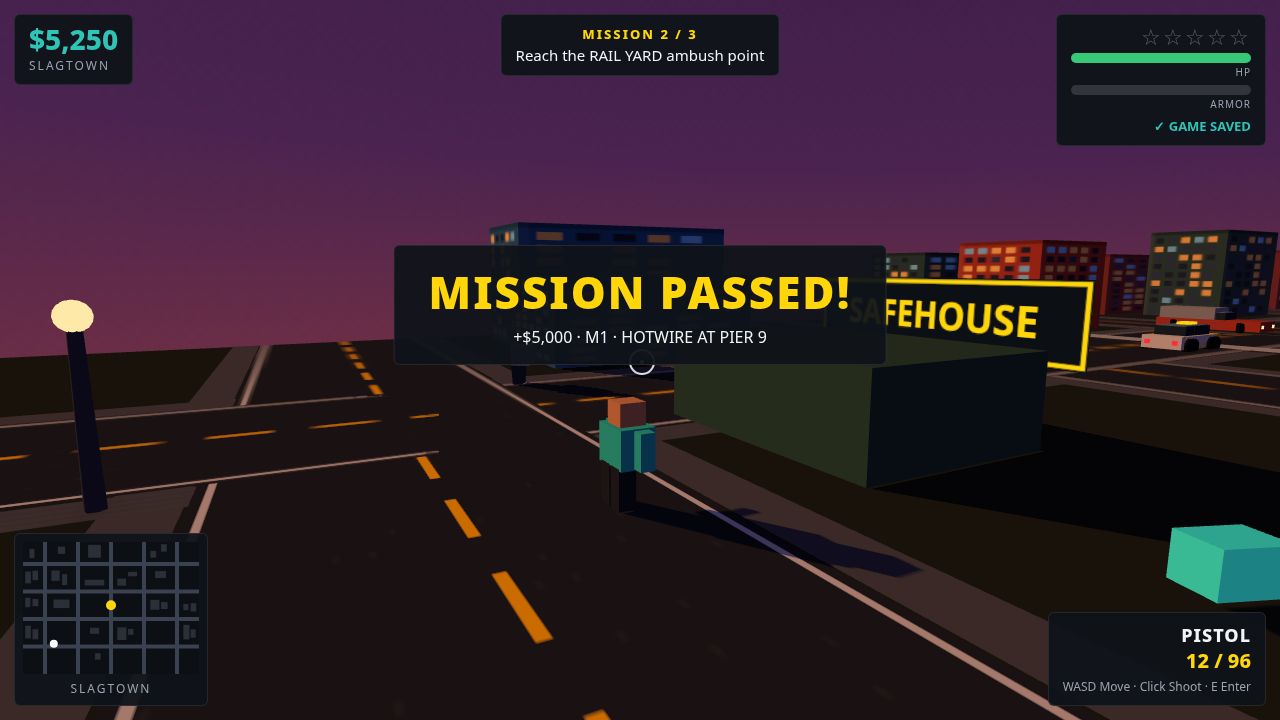 $5,250
SLAGTOWN
MISSION 2 / 3
Reach the RAIL YARD ambush point
☆☆☆☆☆
HP
ARMOR
✓ GAME SAVED
MISSION PASSED!
+$5,000 · M1 · HOTWIRE AT PIER 9
SAFEHOUSE
SLAGTOWN
PISTOL
12 / 96
WASD Move · Click Shoot · E Enter